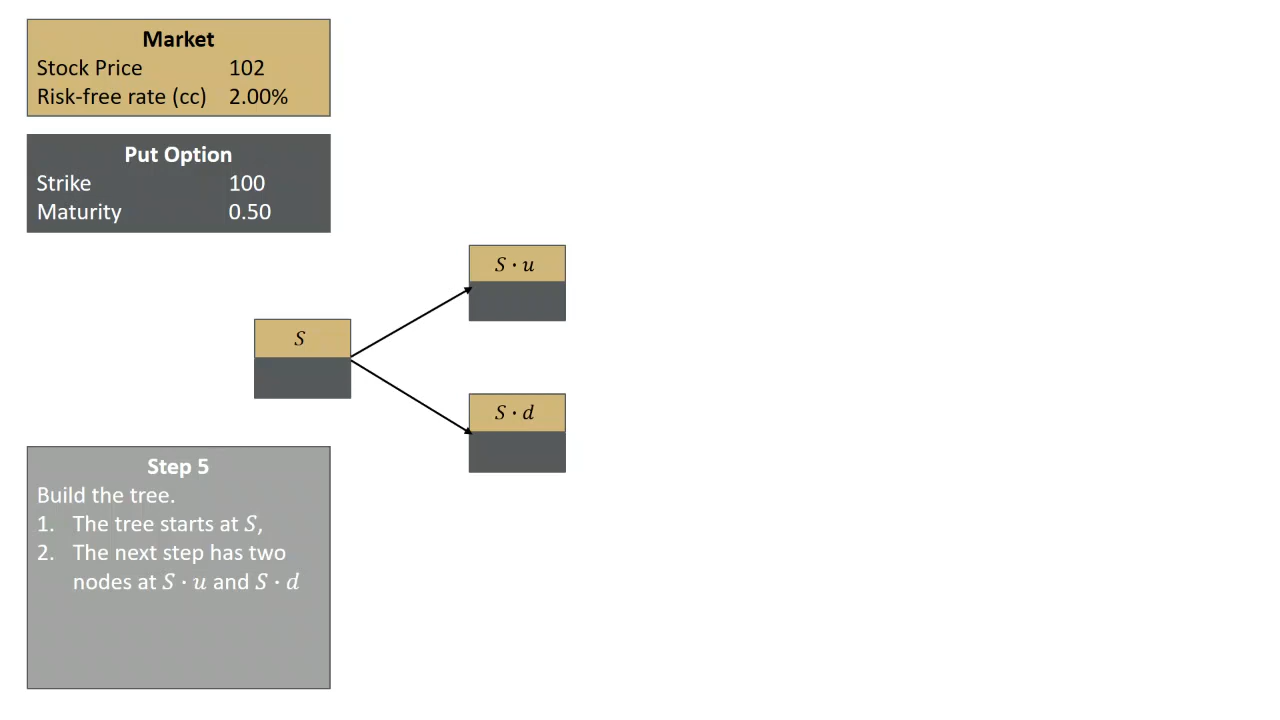 Market
Stock Price 102
Risk-free rate (cc) 2.00%
Put Option
Strike 100
Maturity 0.50
S · u
S
S · d
Step 5
Build the tree.
1. The tree starts at S,
2. The next step has two
nodes at S · u and S · d